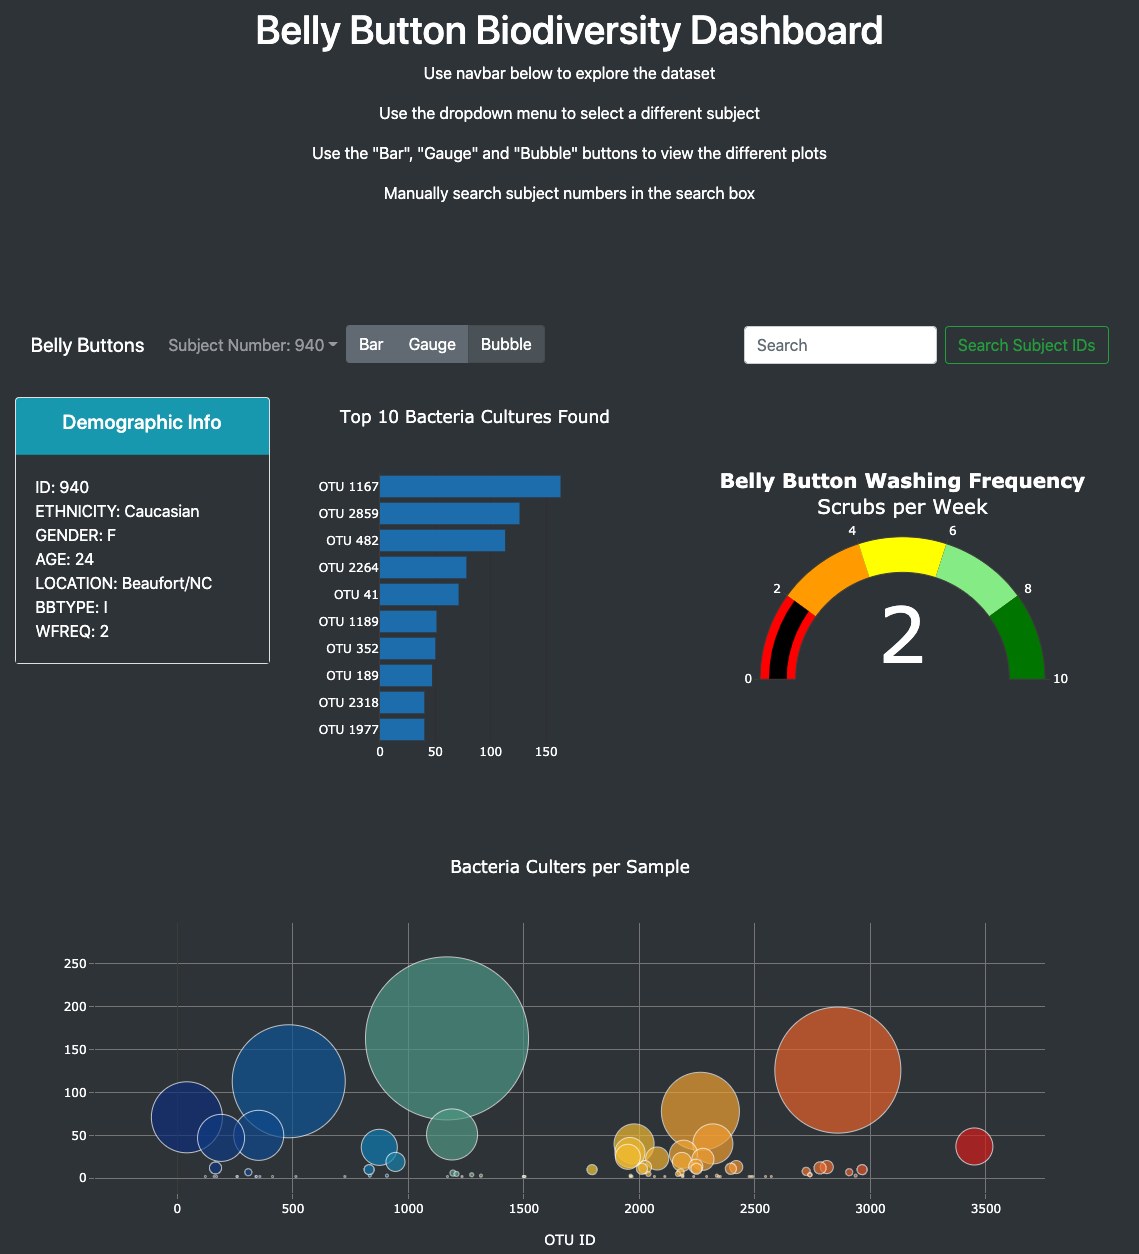 Belly Button Biodiversity Dashboard
Use navbar below to explore the dataset
Use the dropdown menu to select a different subject
Use the "Bar", "Gauge" and "Bubble" buttons to view the different plots
Manually search subject numbers in the search box
Belly Buttons
Subject Number: 940
Bar
Gauge
Bubble
Search
Search Subject IDs
Demographic Info
ID: 940
ETHNICITY: Caucasian
GENDER: F
AGE: 24
LOCATION: Beaufort/NC
BBTYPE: I
WFREQ: 2
Top 10 Bacteria Cultures Found
OTU 1167
OTU 2859
OTU 482
OTU 2264
OTU 41
OTU 1189
OTU 352
OTU 189
OTU 2318
OTU 1977
0 50 100 150
Belly Button Washing Frequency
Scrubs per Week
0
2
4
6
8
10
2
Bacteria Culters per Sample
250
200
150
100
50
0
0 500 1000 1500 2000 2500 3000 3500
OTU ID